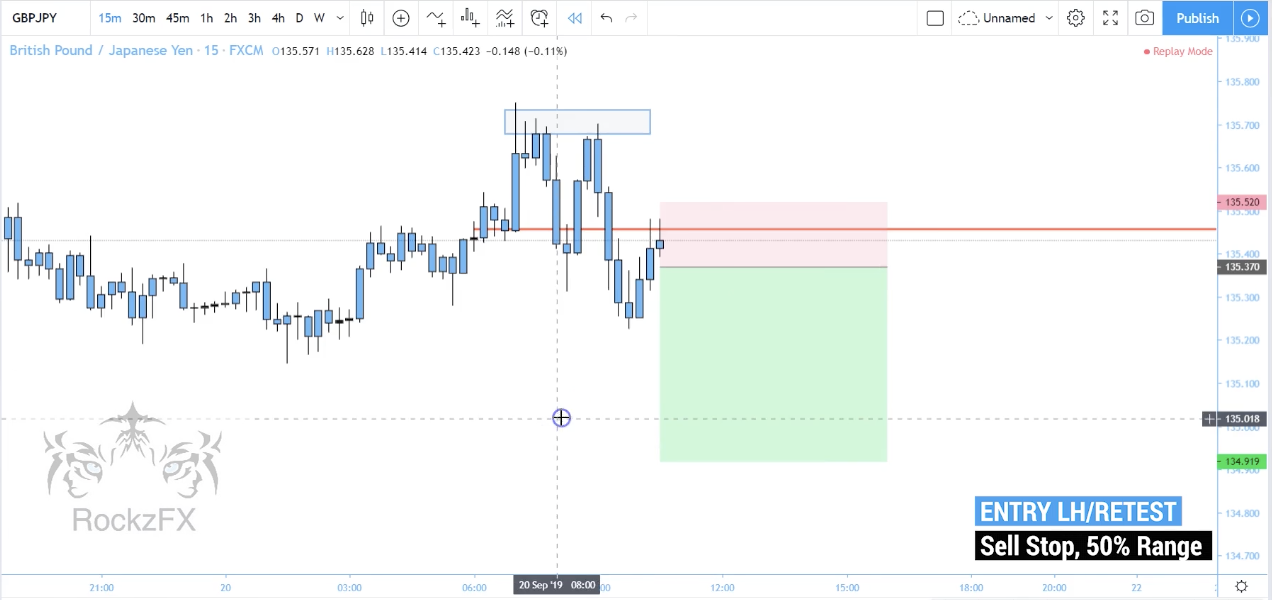 GBPJPY 15m 30m 45m 1h 2h 3h 4h D W Unnamed Publish
British Pound / Japanese Yen · 15 · FXCM O135.571 H135.628 L135.414 C135.423 −0.148 (−0.11%)
Replay Mode
135.900
135.800
135.700
135.600
135.520
135.500
135.400
135.370
135.300
135.200
135.100
135.018
135.000
134.919
134.900
134.800
134.700
RockzFX
ENTRY LH/RETEST
Sell Stop, 50% Range
21:00 20 03:00 06:00 20 Sep '19 08:00 12:00 15:00 18:00 20:00 22